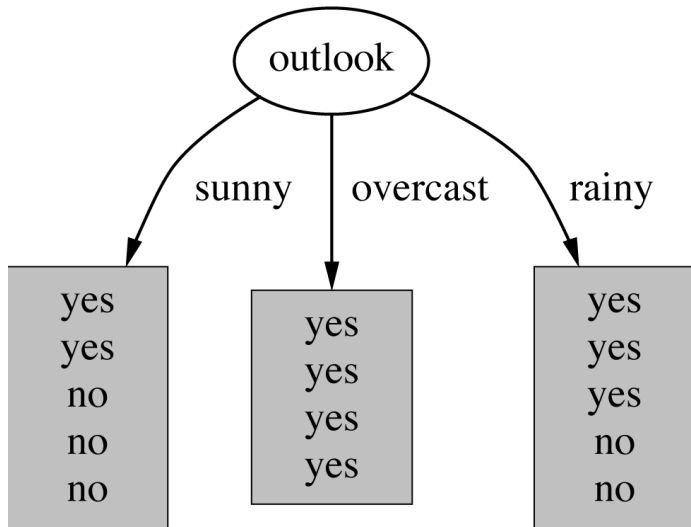 outlook
sunny
overcast
rainy
yes
yes
no
no
no
yes
yes
yes
yes
yes
yes
yes
no
no